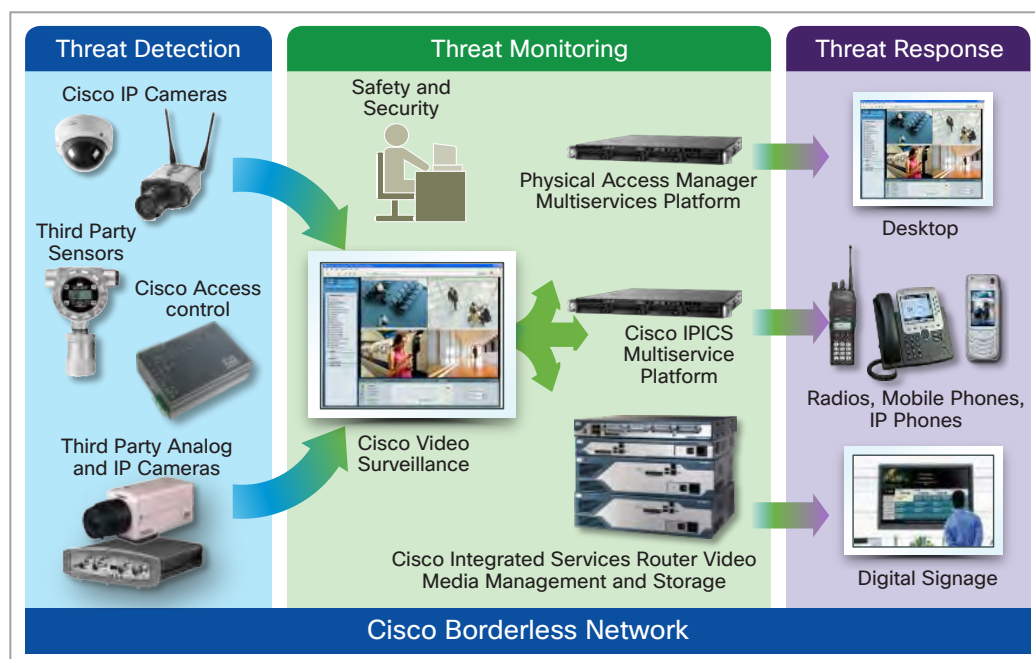 Threat Detection
Threat Monitoring
Threat Response
Cisco IP Cameras
Third Party
Sensors
Cisco Access
control
Third Party Analog
and IP Cameras
Safety and
Security
Cisco Video
Surveillance
Physical Access Manager
Multiservices Platform
Cisco IPICS
Multiservice
Platform
Cisco Integrated Services Router Video
Media Management and Storage
Desktop
Radios, Mobile Phones,
IP Phones
Digital Signage
Cisco Borderless Network